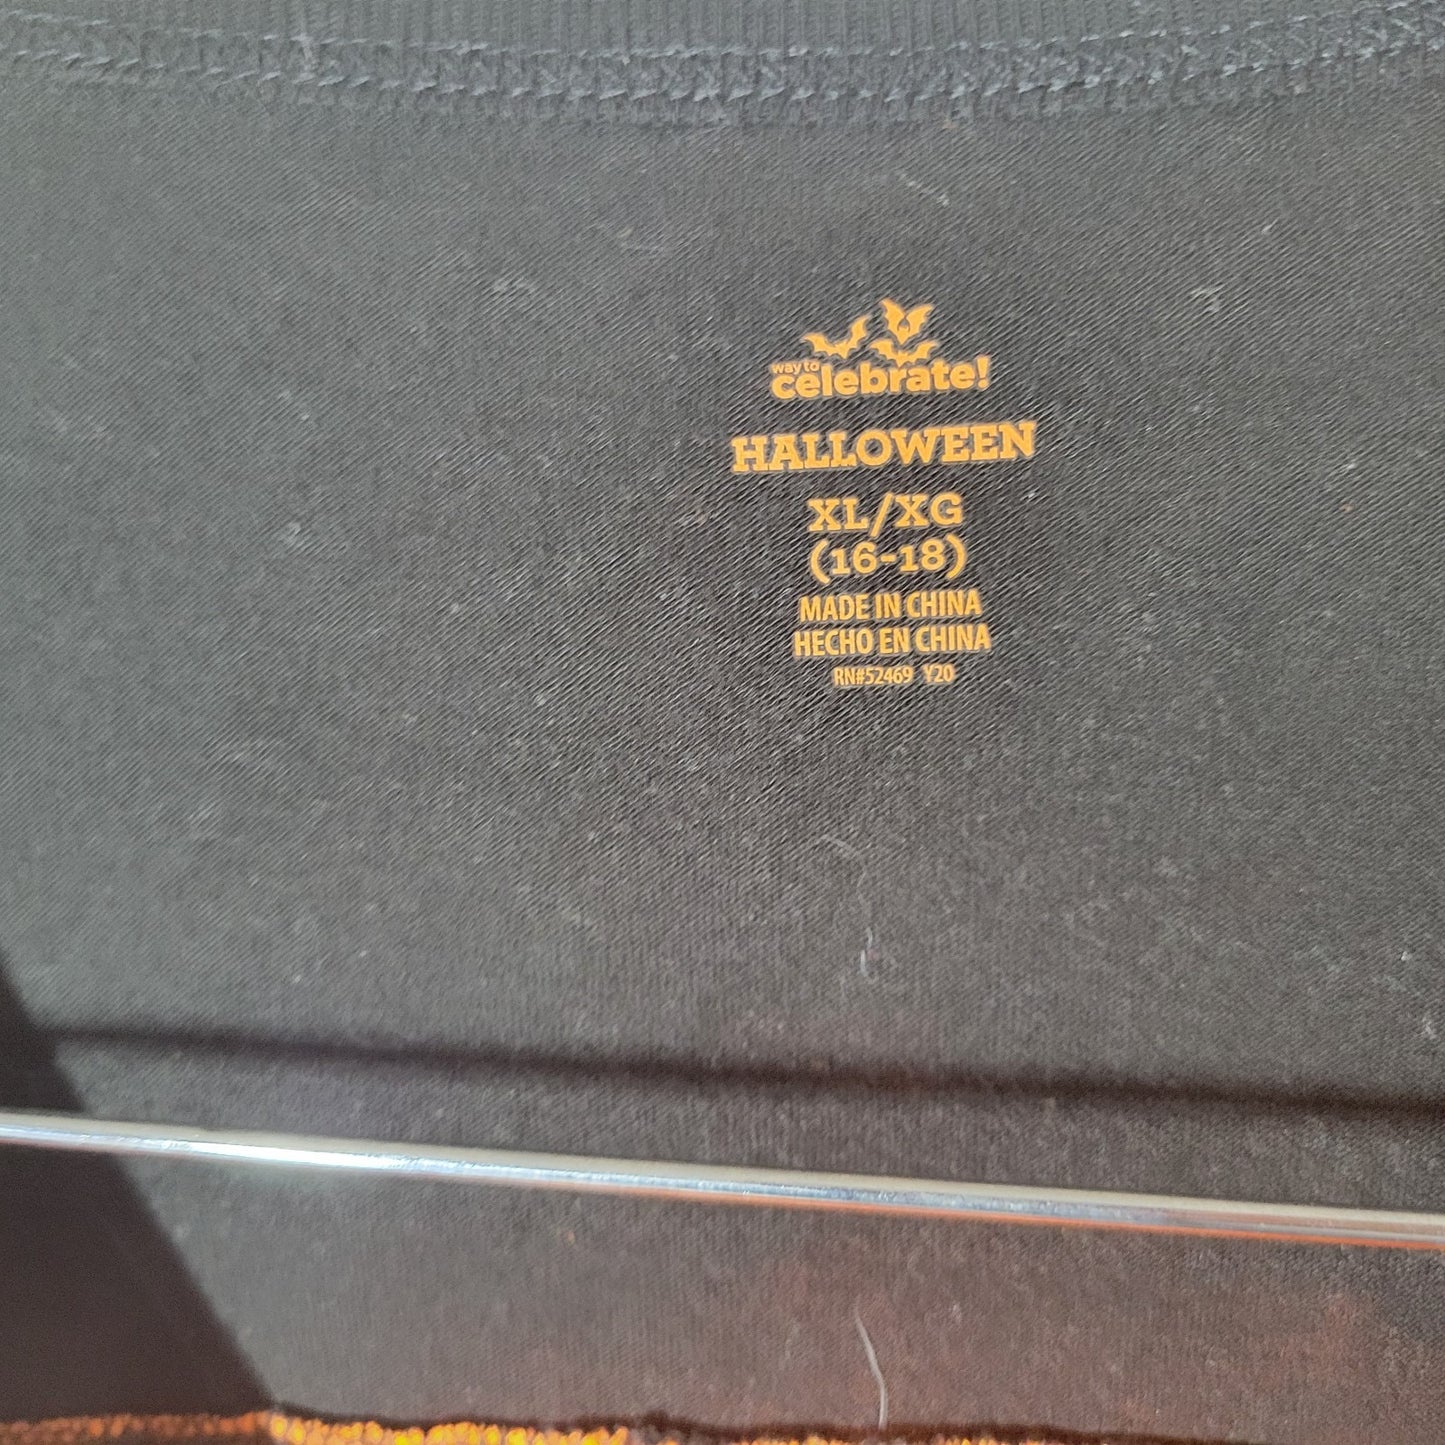 way to
celebrate!
HALLOWEEN
XL/XG
(16-18)
MADE IN CHINA
HECHO EN CHINA
RN#52469 Y20